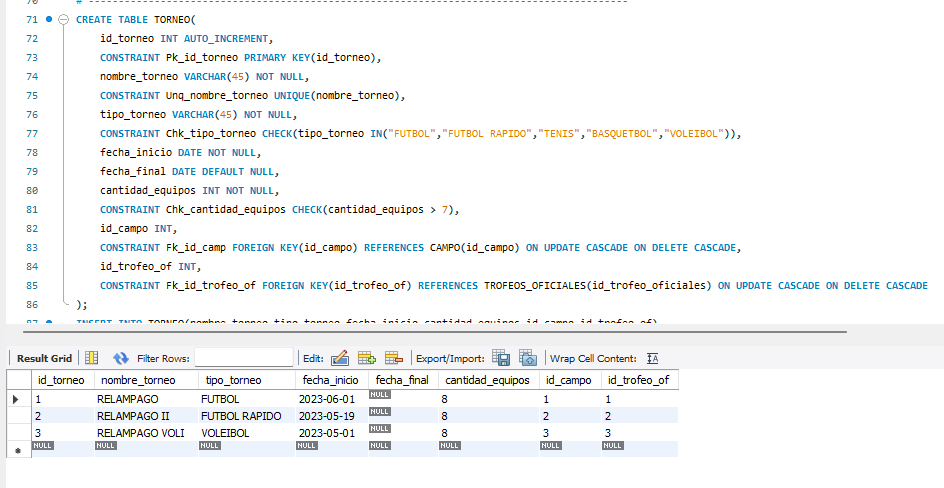 70 # ------------------------------------------------------------------------------------------
71 CREATE TABLE TORNEO(
72 id_torneo INT AUTO_INCREMENT,
73 CONSTRAINT Pk_id_torneo PRIMARY KEY(id_torneo),
74 nombre_torneo VARCHAR(45) NOT NULL,
75 CONSTRAINT Unq_nombre_torneo UNIQUE(nombre_torneo),
76 tipo_torneo VARCHAR(45) NOT NULL,
77 CONSTRAINT Chk_tipo_torneo CHECK(tipo_torneo IN("FUTBOL","FUTBOL RAPIDO","TENIS","BASQUETBOL","VOLEIBOL")),
78 fecha_inicio DATE NOT NULL,
79 fecha_final DATE DEFAULT NULL,
80 cantidad_equipos INT NOT NULL,
81 CONSTRAINT Chk_cantidad_equipos CHECK(cantidad_equipos > 7),
82 id_campo INT,
83 CONSTRAINT Fk_id_camp FOREIGN KEY(id_campo) REFERENCES CAMPO(id_campo) ON UPDATE CASCADE ON DELETE CASCADE,
84 id_trofeo_of INT,
85 CONSTRAINT Fk_id_trofeo_of FOREIGN KEY(id_trofeo_of) REFERENCES TROFEOS_OFICIALES(id_trofeo_oficiales) ON UPDATE CASCADE ON DELETE CASCADE
86 );
87 INSERT INTO TORNEO(nombre_torneo,tipo_torneo,fecha_inicio,cantidad_equipos,id_campo,id_trofeo_of)
Result Grid Filter Rows: Edit: Export/Import: Wrap Cell Content: IA
id_torneo nombre_torneo tipo_torneo fecha_inicio fecha_final cantidad_equipos id_campo id_trofeo_of
1 RELAMPAGO FUTBOL 2023-06-01 NULL 8 1 1
2 RELAMPAGO II FUTBOL RAPIDO 2023-05-19 NULL 8 2 2
3 RELAMPAGO VOLI VOLEIBOL 2023-05-01 NULL 8 3 3
NULL NULL NULL NULL NULL NULL NULL NULL